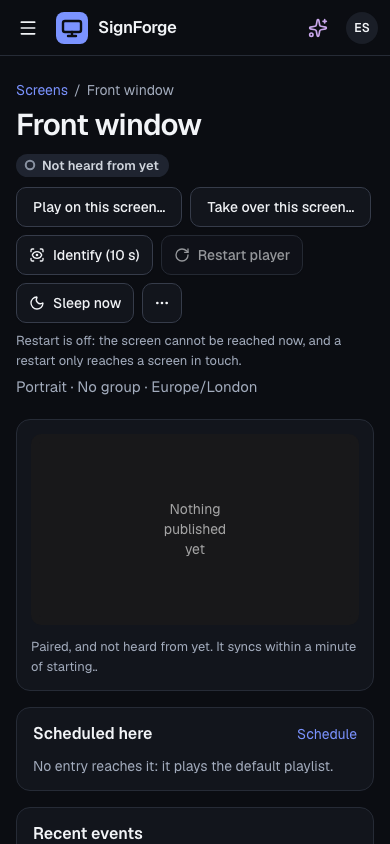 SignForge
ES
Screens / Front window
Front window
Not heard from yet
Play on this screen...
Take over this screen...
Identify (10 s)
Restart player
Sleep now
Restart is off: the screen cannot be reached now, and a
restart only reaches a screen in touch.
Portrait · No group · Europe/London
Nothing
published
yet
Paired, and not heard from yet. It syncs within a minute
of starting..
Scheduled here
Schedule
No entry reaches it: it plays the default playlist.
Recent events